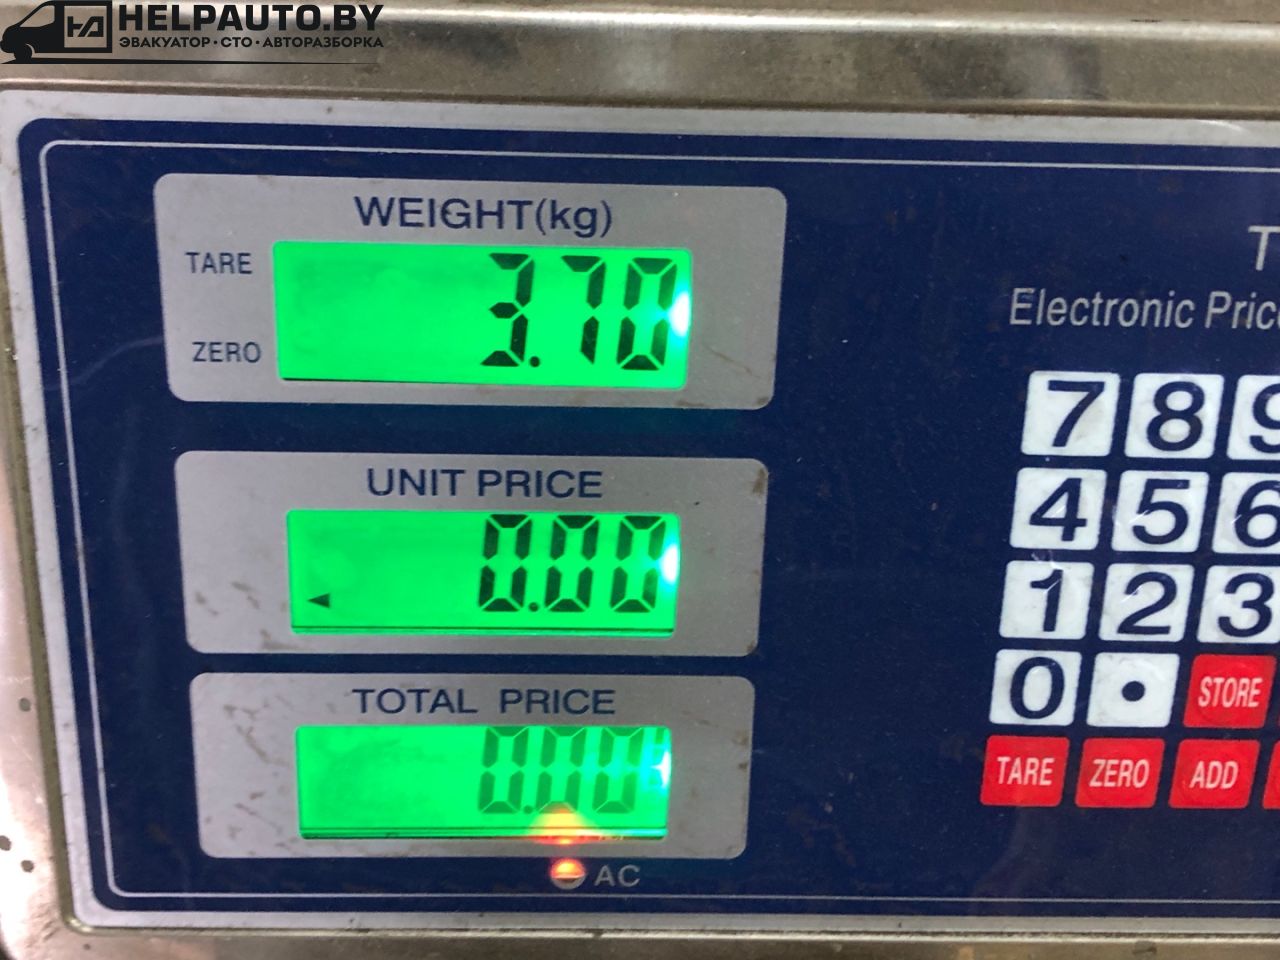 HELPAUTO.BY
ЭВАКУАТОР · СТО · АВТОРАЗБОРКА
WEIGHT(kg)
TARE
3.70
ZERO
Electronic
UNIT PRICE
0.00
TOTAL PRICE
0.00
AC
7 8 9
4 5 6
1 2 3
0 • STORE
TARE ZERO ADD